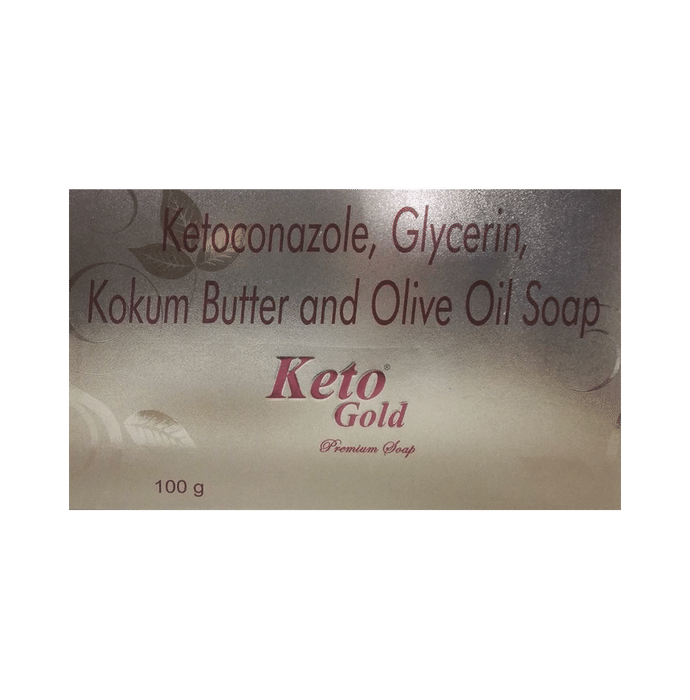 Ketoconazole, Glycerin,
Kokum Butter and Olive Oil Soap
Keto®
Gold
Premium Soap
100 g